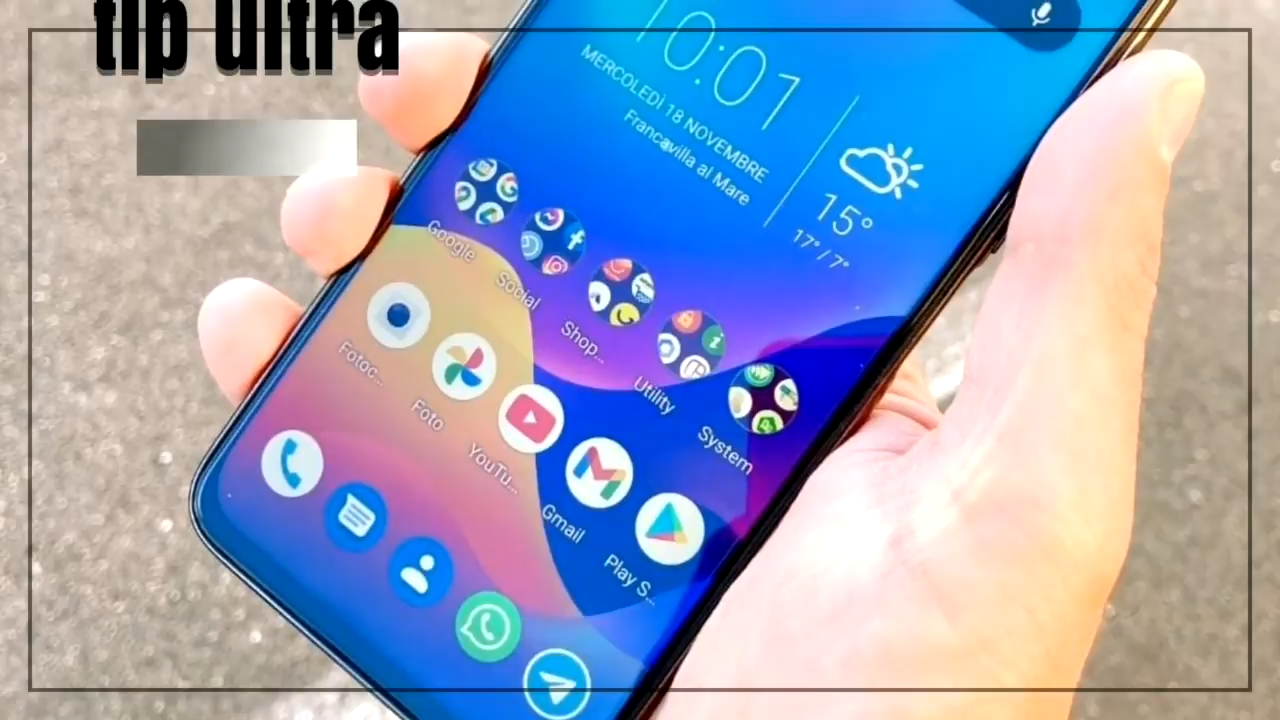 tip ultra
10:01
MERCOLEDÌ 18 NOVEMBRE
Francavilla al Mare
15°
17° / 7°
Google
Social
Shop...
Utility
System
Fotoc...
Foto
YouTu...
Gmail
Play S...